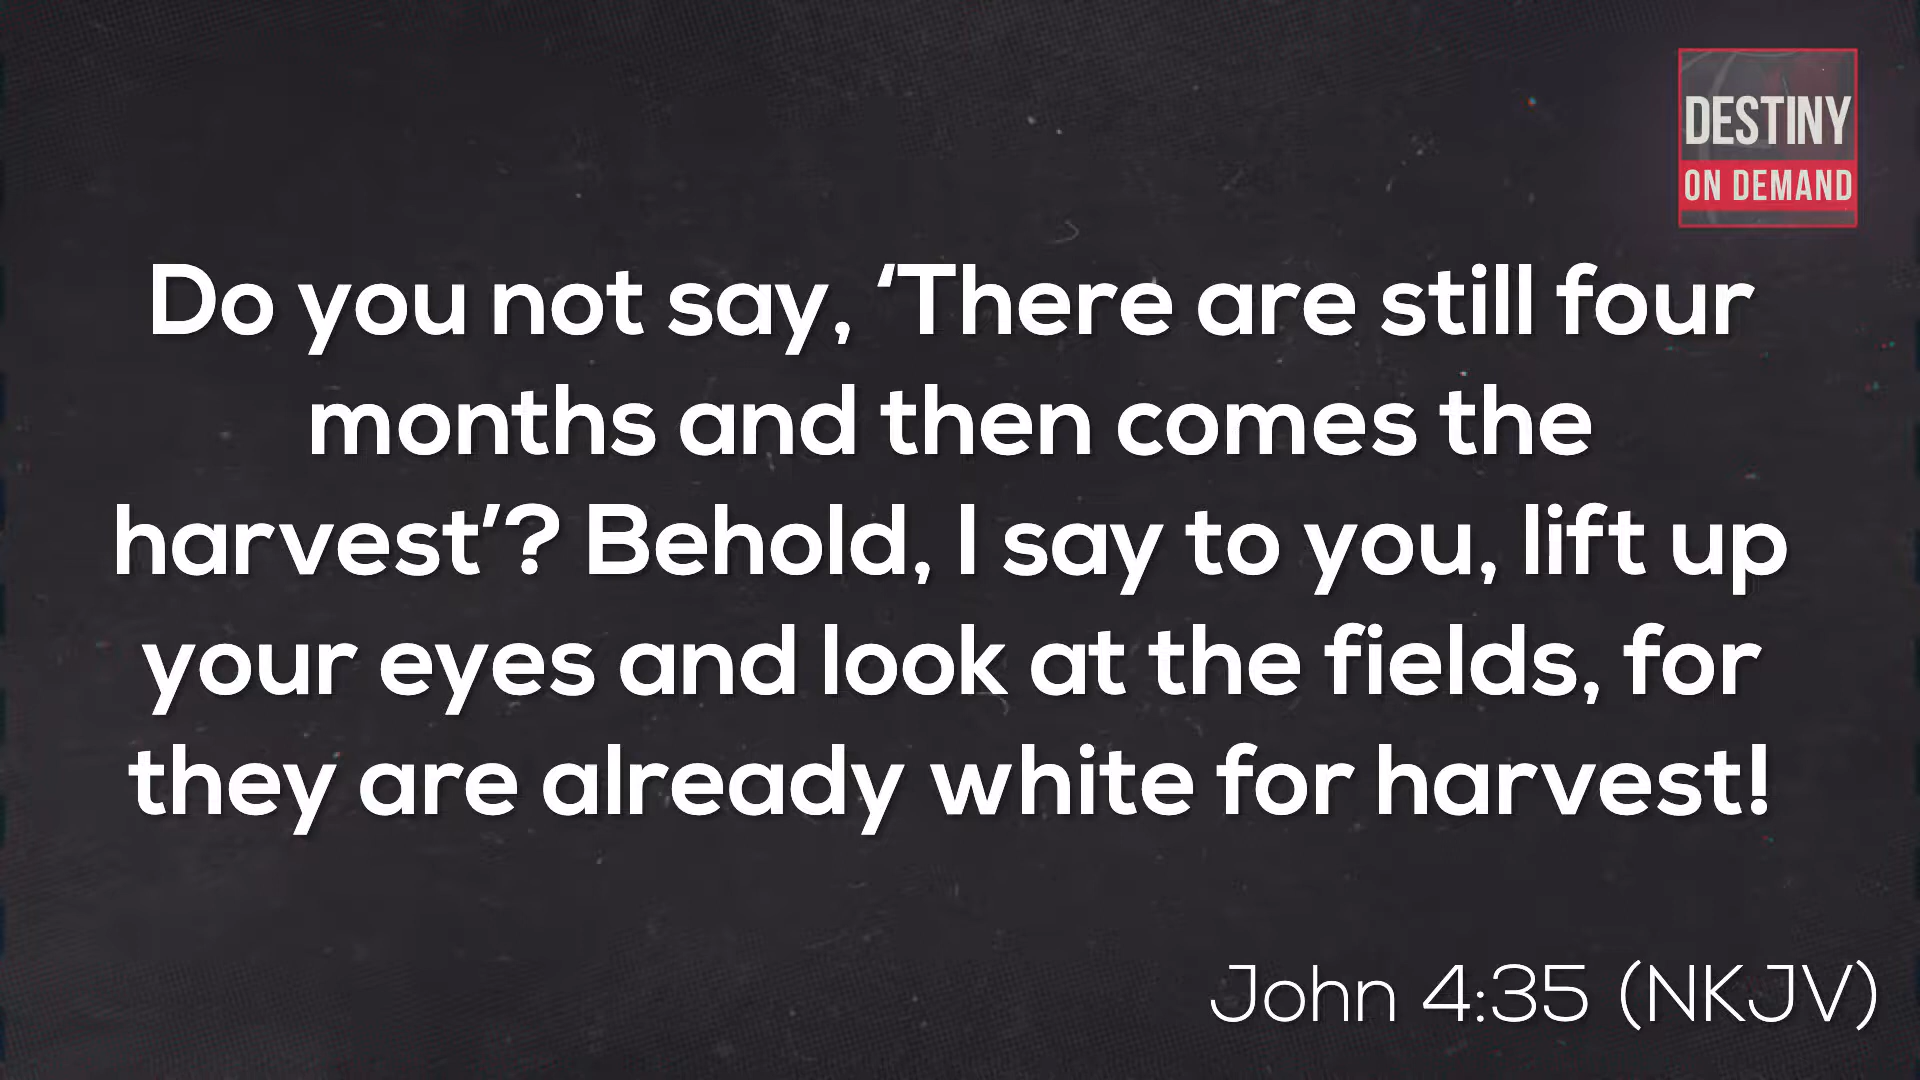 DESTINY
ON DEMAND
Do you not say, ‘There are still four
months and then comes the
harvest’? Behold, I say to you, lift up
your eyes and look at the fields, for
they are already white for harvest!
John 4:35 (NKJV)